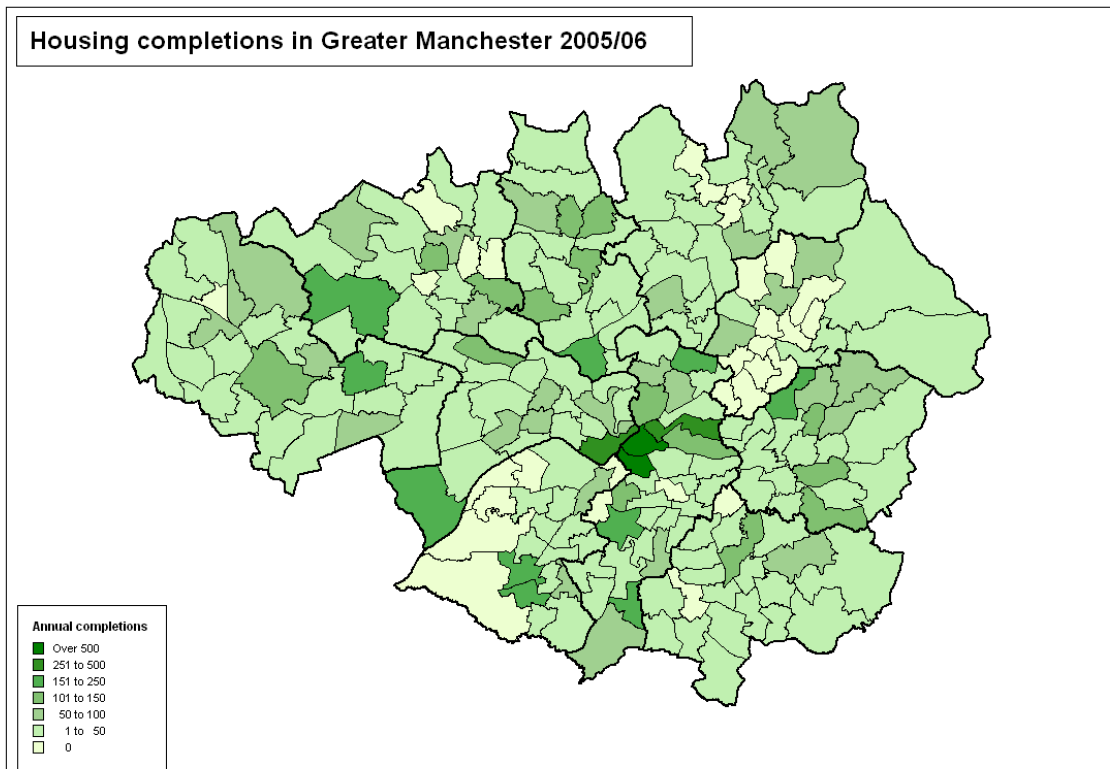 Housing completions in Greater Manchester 2005/06
Annual completions
Over 500
251 to 500
151 to 250
101 to 150
50 to 100
1 to 50
0